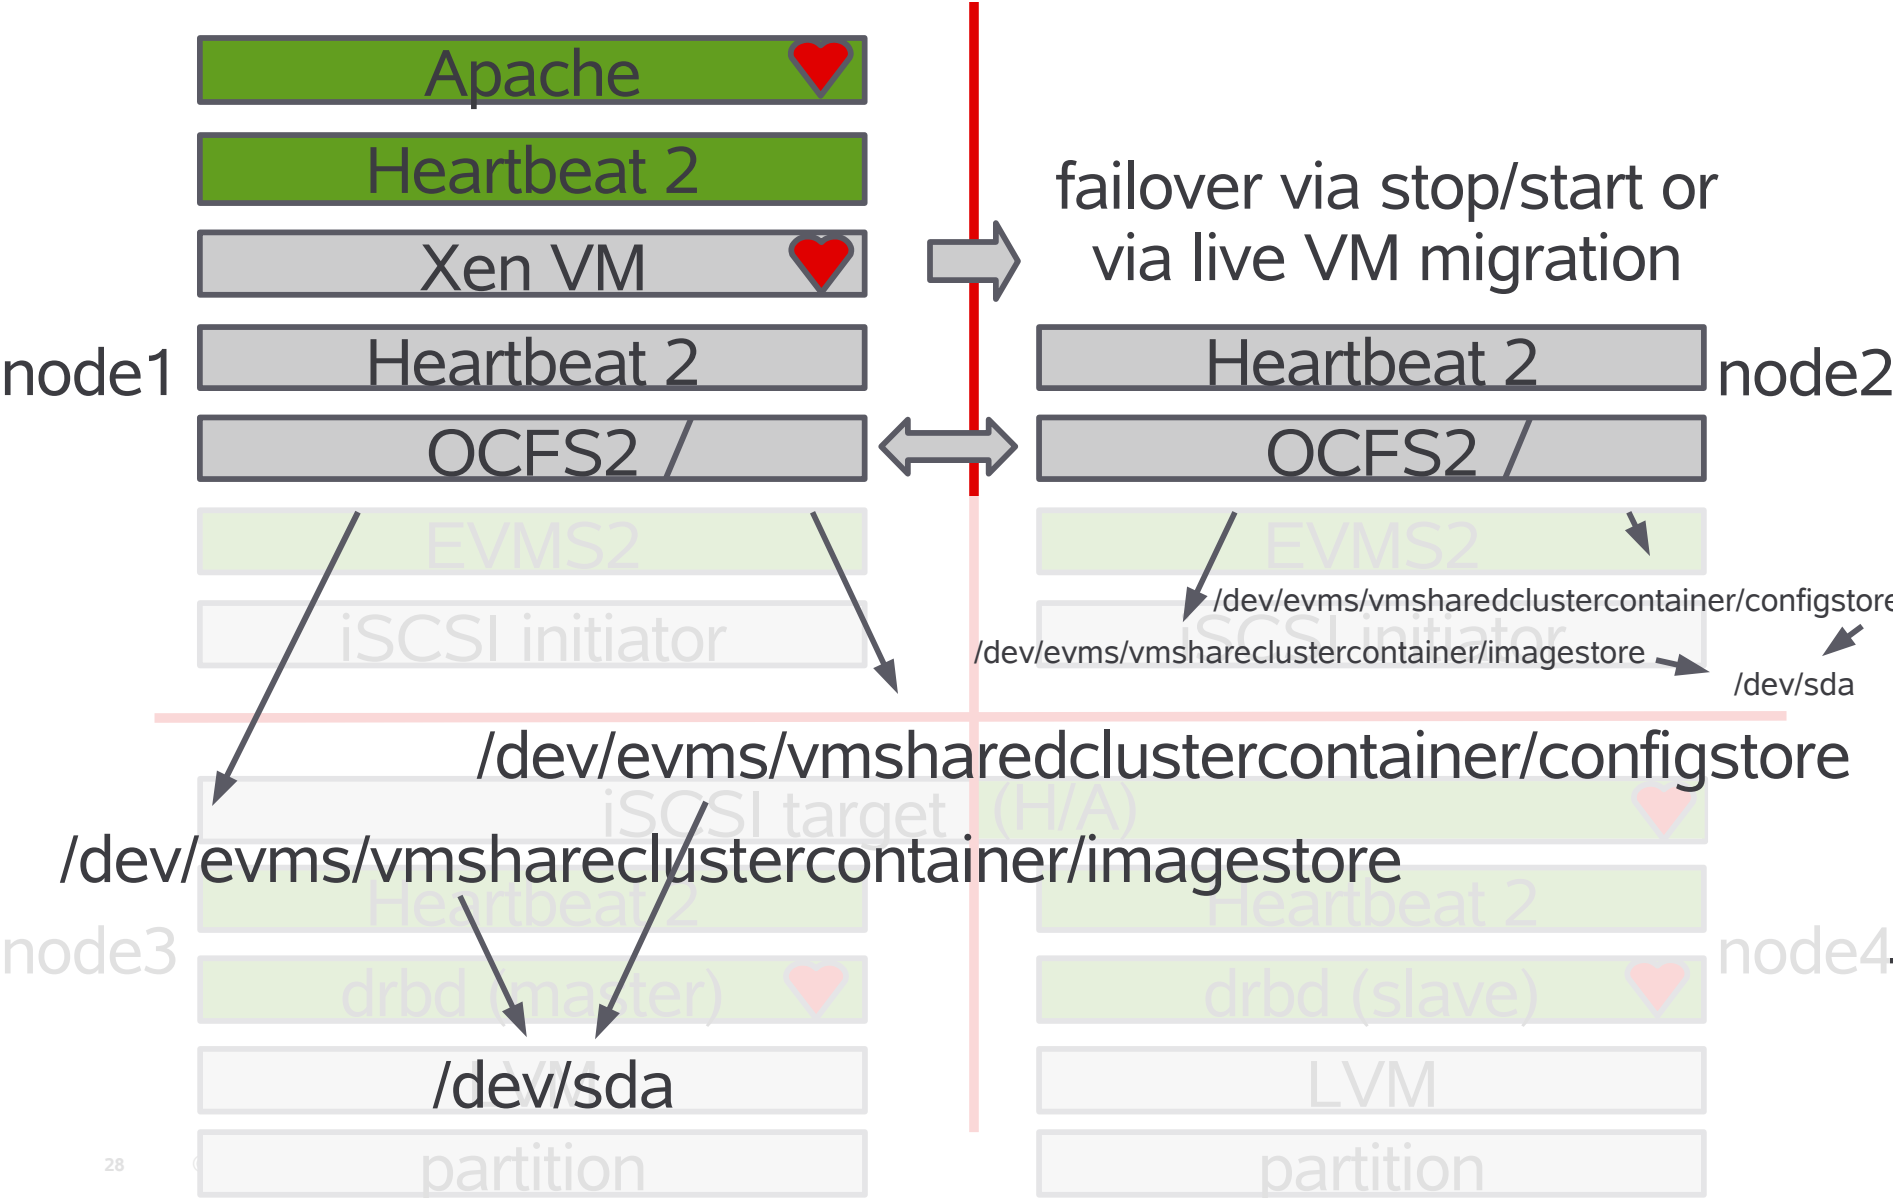 Apache
Heartbeat 2
failover via stop/start or
via live VM migration
Xen VM
node1
Heartbeat 2
Heartbeat 2
node2
OCFS2 /
OCFS2 /
EVMS2
EVMS2
/dev/evms/vmsharedclustercontainer/configstore
iSCSI initiator
iSCSI initiator
/dev/evms/vmshareclustercontainer/imagestore
/dev/sda
/dev/evms/vmsharedclustercontainer/configstore
iSCSI target (H/A)
/dev/evms/vmshareclustercontainer/imagestore
Heartbeat 2
Heartbeat 2
node3
node4
drbd (master)
drbd (slave)
/dev/sda
LVM
LVM
28
partition
partition